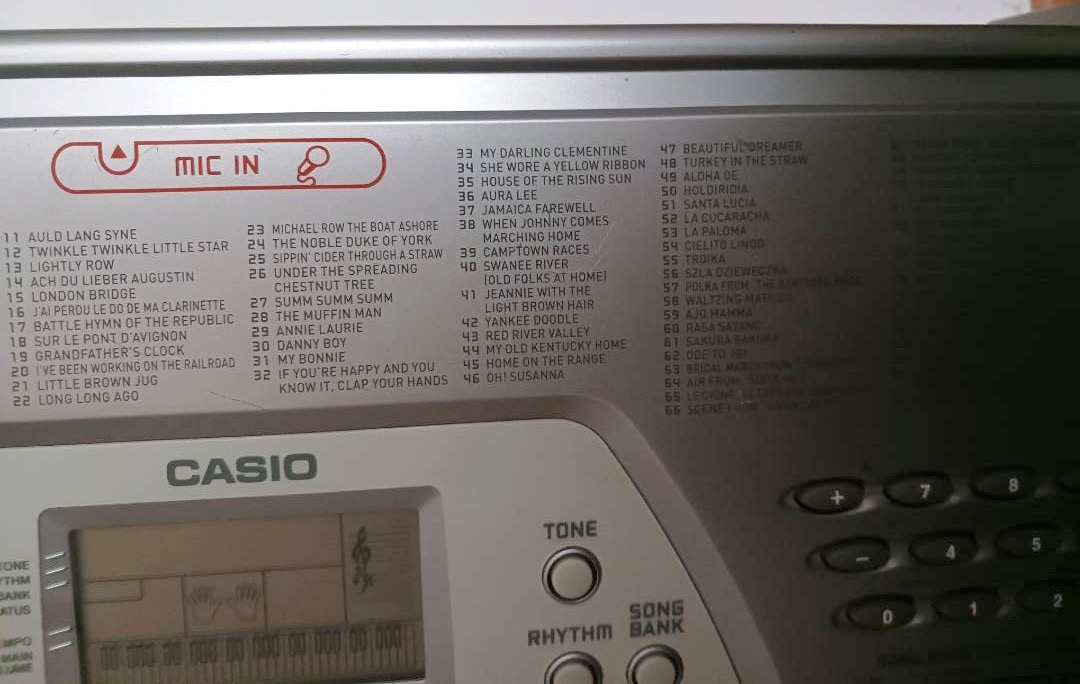 MIC IN
11 AULD LANG SYNE
12 TWINKLE TWINKLE LITTLE STAR
13 LIGHTLY ROW
14 ACH DU LIEBER AUGUSTIN
15 LONDON BRIDGE
16 J'AI PERDU LE DO DE MA CLARINETTE
17 BATTLE HYMN OF THE REPUBLIC
18 SUR LE PONT D'AVIGNON
19 GRANDFATHER'S CLOCK
20 I'VE BEEN WORKING ON THE RAILROAD
21 LITTLE BROWN JUG
22 LONG LONG AGO
23 MICHAEL ROW THE BOAT ASHORE
24 THE NOBLE DUKE OF YORK
25 SIPPIN' CIDER THROUGH A STRAW
26 UNDER THE SPREADING
CHESTNUT TREE
27 SUMM SUMM SUMM
28 THE MUFFIN MAN
29 ANNIE LAURIE
30 DANNY BOY
31 MY BONNIE
32 IF YOU'RE HAPPY AND YOU
KNOW IT, CLAP YOUR HANDS
33 MY DARLING CLEMENTINE
34 SHE WORE A YELLOW RIBBON
35 HOUSE OF THE RISING SUN
36 AURA LEE
37 JAMAICA FAREWELL
38 WHEN JOHNNY COMES
MARCHING HOME
39 CAMPTOWN RACES
40 SWANEE RIVER
(OLD FOLKS AT HOME)
41 JEANNIE WITH THE
LIGHT BROWN HAIR
42 YANKEE DOODLE
43 RED RIVER VALLEY
44 MY OLD KENTUCKY HOME
45 HOME ON THE RANGE
46 OH! SUSANNA
47 BEAUTIFUL DREAMER
48 TURKEY IN THE STRAW
49 ALOHA OE
50 HOLDIRIDIA
51 SANTA LUCIA
52 LA CUCARACHA
53 LA PALOMA
54 CIELITO LINDO
55 TROIKA
56 SZLA DZIEWECZKA
57 POLKA FROM THE
58 WALTZING MATILDA
59 AJO MAMMA
60 RASA SAYANG
61 SAKURA SAKURA
62 ODE TO JOY
63 BRIDAL MARCH FROM
64 AIR FROM "SUITE
65
66 SCENE FROM
CASIO
TONE
RHYTHM
SONG
BANK
+ 7 8
- 4 5
0 1 2
TONE
YTHM
BANK
ATUS
EMPO
MAIN
LUME